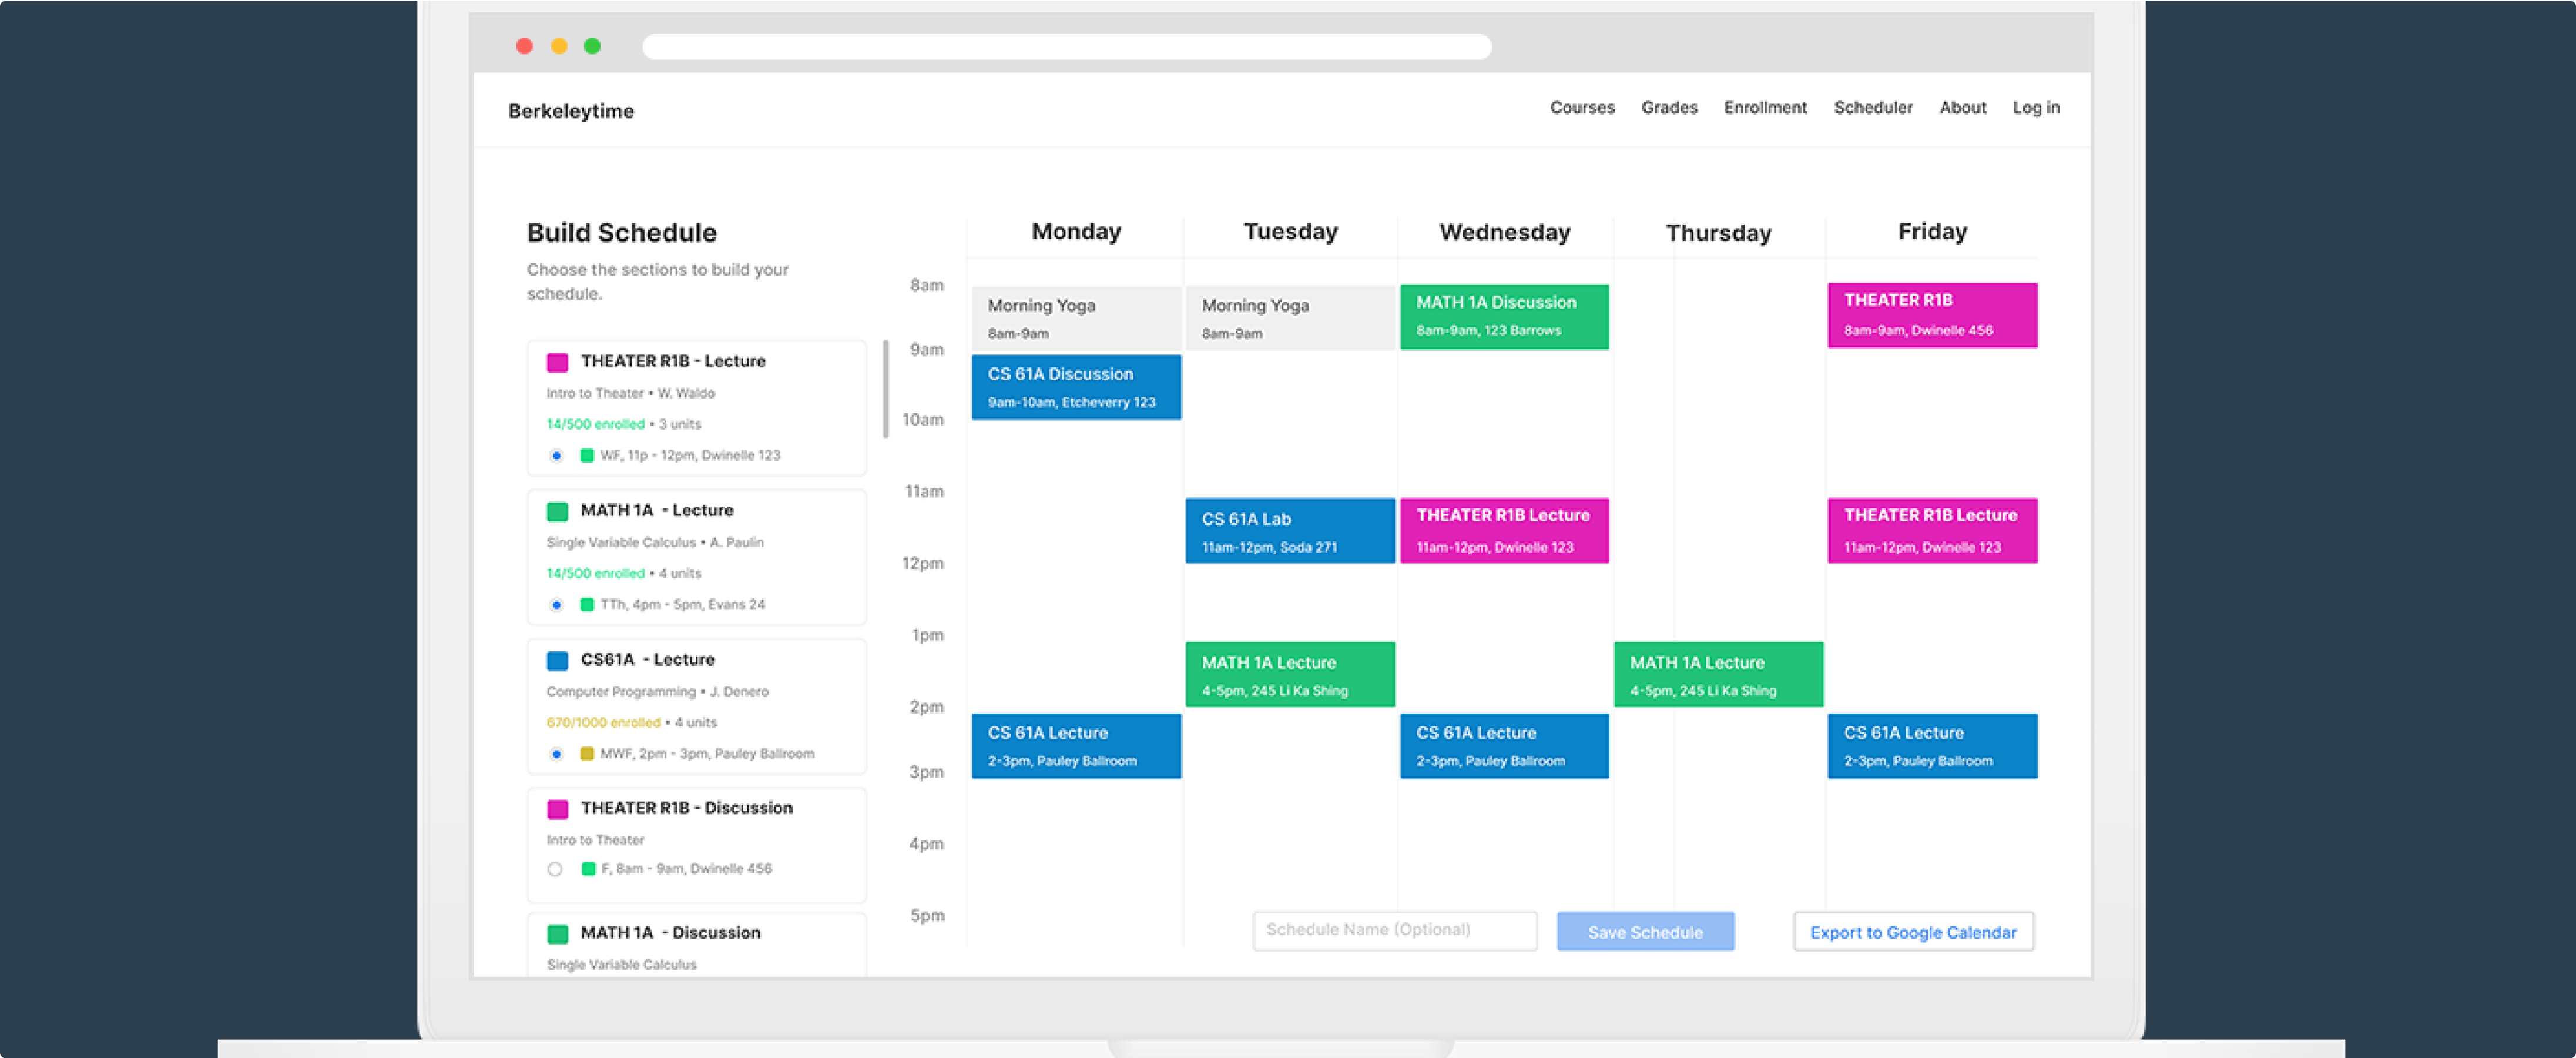 Berkeleytime
Courses Grades Enrollment Scheduler About Log in
Build Schedule
Choose the sections to build your
schedule.
THEATER R1B - Lecture
Intro to Theater • W. Waldo
14/500 enrolled • 3 units
WF, 11p - 12pm, Dwinelle 123
MATH 1A - Lecture
Single Variable Calculus • A. Paulin
14/500 enrolled • 4 units
TTh, 4pm - 5pm, Evans 24
CS61A - Lecture
Computer Programming • J. Denero
670/1000 enrolled • 4 units
MWF, 2pm - 3pm, Pauley Ballroom
THEATER R1B - Discussion
Intro to Theater
F, 8am - 9am, Dwinelle 456
MATH 1A - Discussion
Single Variable Calculus
Monday Tuesday Wednesday Thursday Friday
8am
9am
10am
11am
12pm
1pm
2pm
3pm
4pm
5pm
Morning Yoga
8am-9am
CS 61A Discussion
9am-10am, Etcheverry 123
CS 61A Lecture
2-3pm, Pauley Ballroom
Morning Yoga
8am-9am
CS 61A Lab
11am-12pm, Soda 271
MATH 1A Lecture
4-5pm, 245 Li Ka Shing
MATH 1A Discussion
8am-9am, 123 Barrows
THEATER R1B Lecture
11am-12pm, Dwinelle 123
CS 61A Lecture
2-3pm, Pauley Ballroom
MATH 1A Lecture
4-5pm, 245 Li Ka Shing
THEATER R1B
8am-9am, Dwinelle 456
THEATER R1B Lecture
11am-12pm, Dwinelle 123
CS 61A Lecture
2-3pm, Pauley Ballroom
Schedule Name (Optional)
Save Schedule
Export to Google Calendar